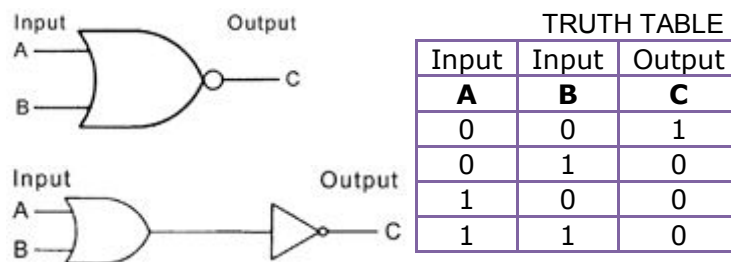 Input Output
A
C
B
Input
Output
A
C
B
TRUTH TABLE
Input Input Output
A B C
0 0 1
0 1 0
1 0 0
1 1 0